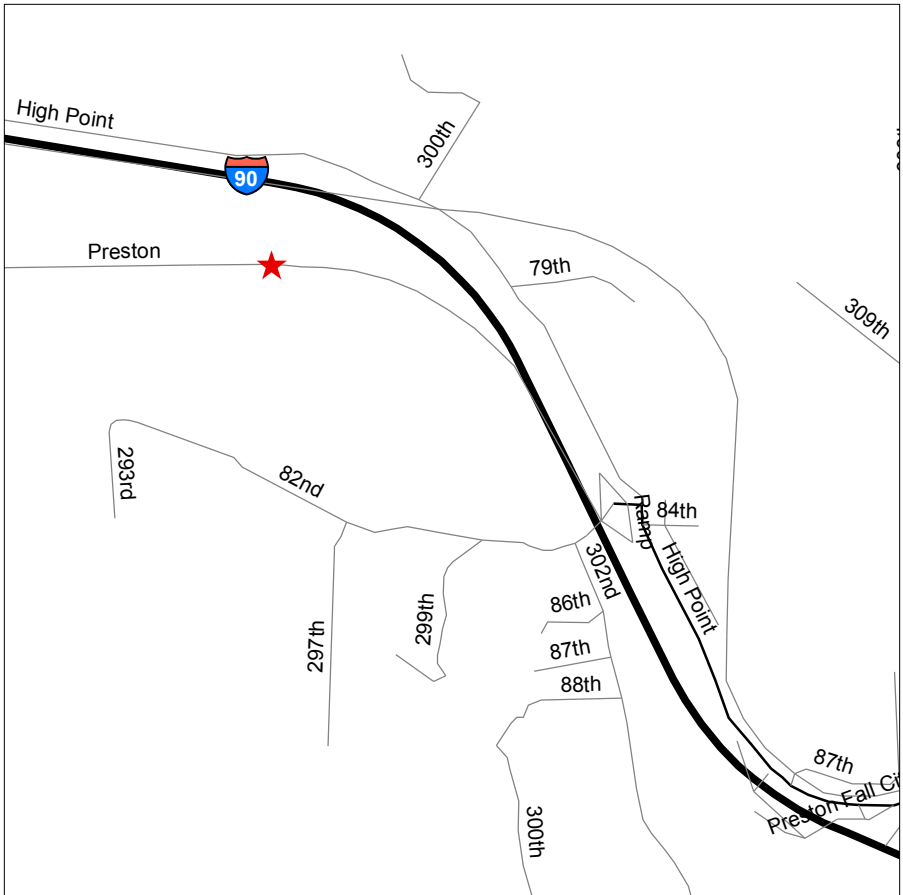 High Point
300th
90
Preston
79th
309th
293rd
82nd
Ramp
84th
302nd
High Point
86th
299th
297th
87th
88th
87th
Preston Fall Ci
300th